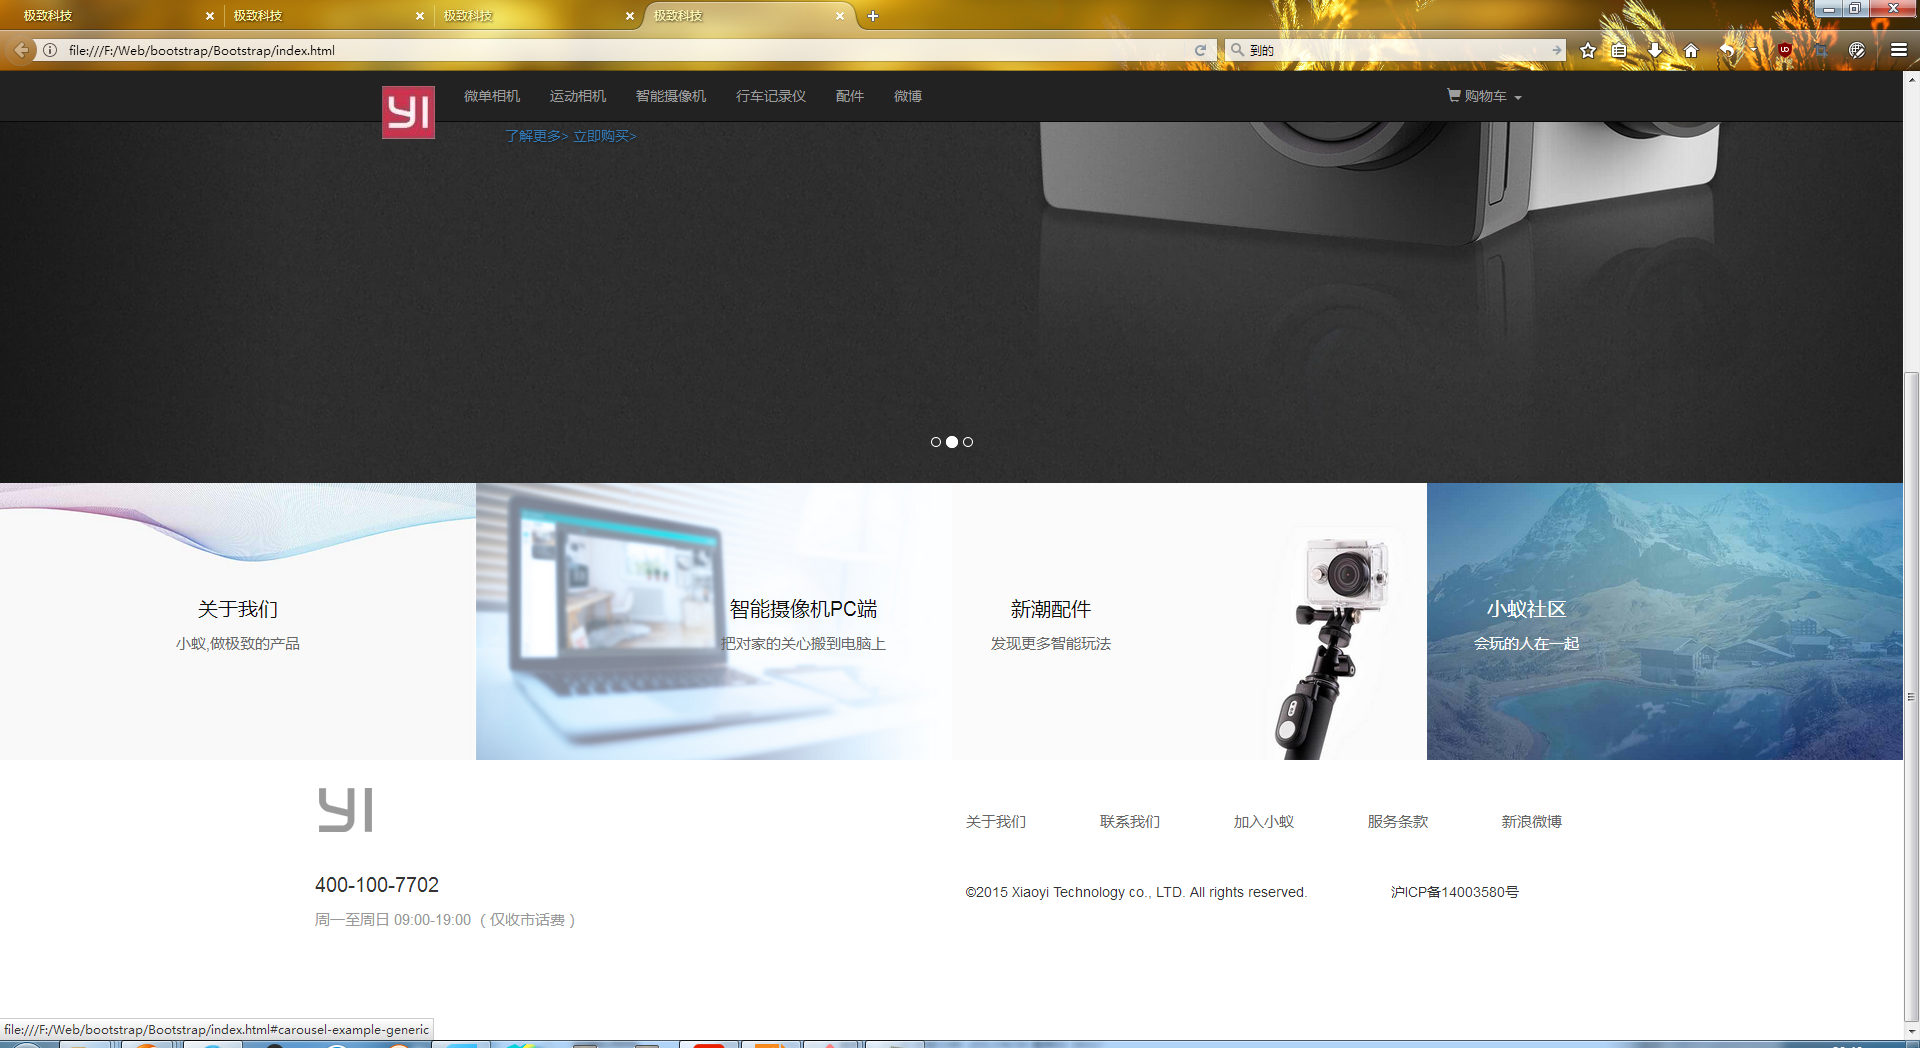 极致科技
极致科技
极致科技
极致科技
file:///F:/Web/bootstrap/Bootstrap/index.html
到的
YI
微单相机 运动相机 智能摄像机 行车记录仪 配件 微博
购物车
了解更多> 立即购买>
关于我们
小蚁,做极致的产品
智能摄像机PC端
把对家的关心搬到电脑上
新潮配件
发现更多智能玩法
小蚁社区
会玩的人在一起
YI
400-100-7702
周一至周日 09:00-19:00 （仅收市话费）
关于我们 联系我们 加入小蚁 服务条款 新浪微博
©2015 Xiaoyi Technology co., LTD. All rights reserved. 沪ICP备14003580号
file:///F:/Web/bootstrap/Bootstrap/index.html#carousel-example-generic